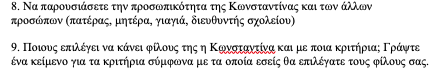 8. Να παρουσιάσετε την προσωπικότητα της Κωνσταντίνας και των άλλων
προσώπων (πατέρας, μητέρα, γιαγιά, διευθυντής σχολείου)
9. Ποιους επιλέγει να κάνει φίλους της η Κωνσταντίνα και με ποια κριτήρια; Γράψτε
ένα κείμενο για τα κριτήρια σύμφωνα με τα οποία εσείς θα επιλέγατε τους φίλους σας.